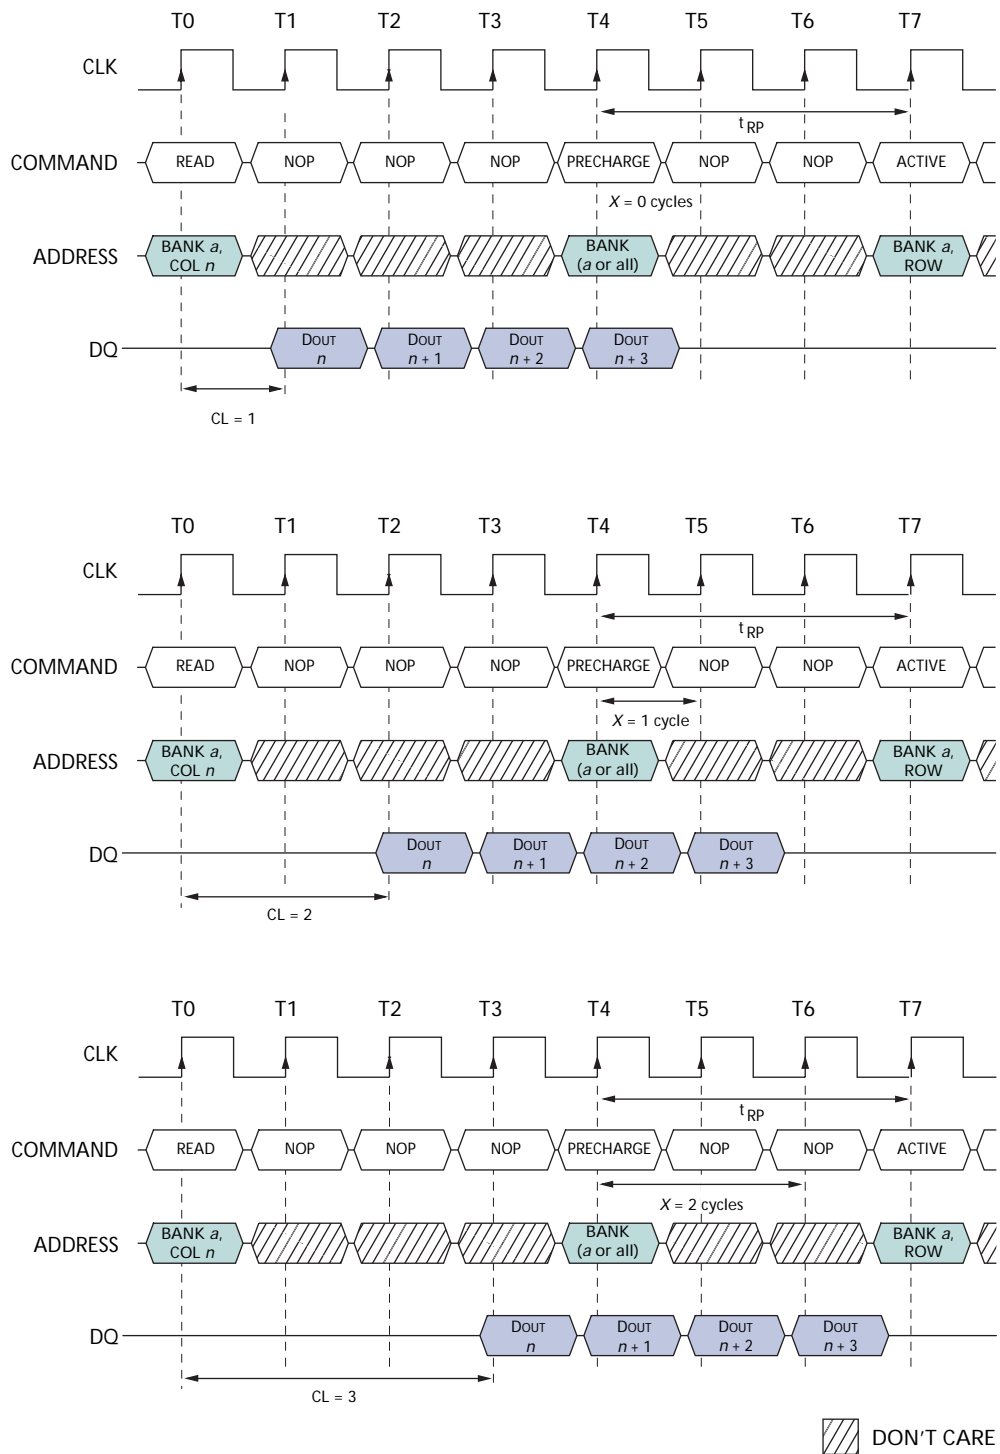 T0 T1 T2 T3 T4 T5 T6 T7
CLK
tRP
COMMAND READ NOP NOP NOP PRECHARGE NOP NOP ACTIVE
X = 0 cycles
ADDRESS BANK a, COL n BANK (a or all) BANK a, ROW
DQ DOUT n DOUT n + 1 DOUT n + 2 DOUT n + 3
CL = 1
T0 T1 T2 T3 T4 T5 T6 T7
CLK
tRP
COMMAND READ NOP NOP NOP PRECHARGE NOP NOP ACTIVE
X = 1 cycle
ADDRESS BANK a, COL n BANK (a or all) BANK a, ROW
DQ DOUT n DOUT n + 1 DOUT n + 2 DOUT n + 3
CL = 2
T0 T1 T2 T3 T4 T5 T6 T7
CLK
tRP
COMMAND READ NOP NOP NOP PRECHARGE NOP NOP ACTIVE
X = 2 cycles
ADDRESS BANK a, COL n BANK (a or all) BANK a, ROW
DQ DOUT n DOUT n + 1 DOUT n + 2 DOUT n + 3
CL = 3
DON'T CARE